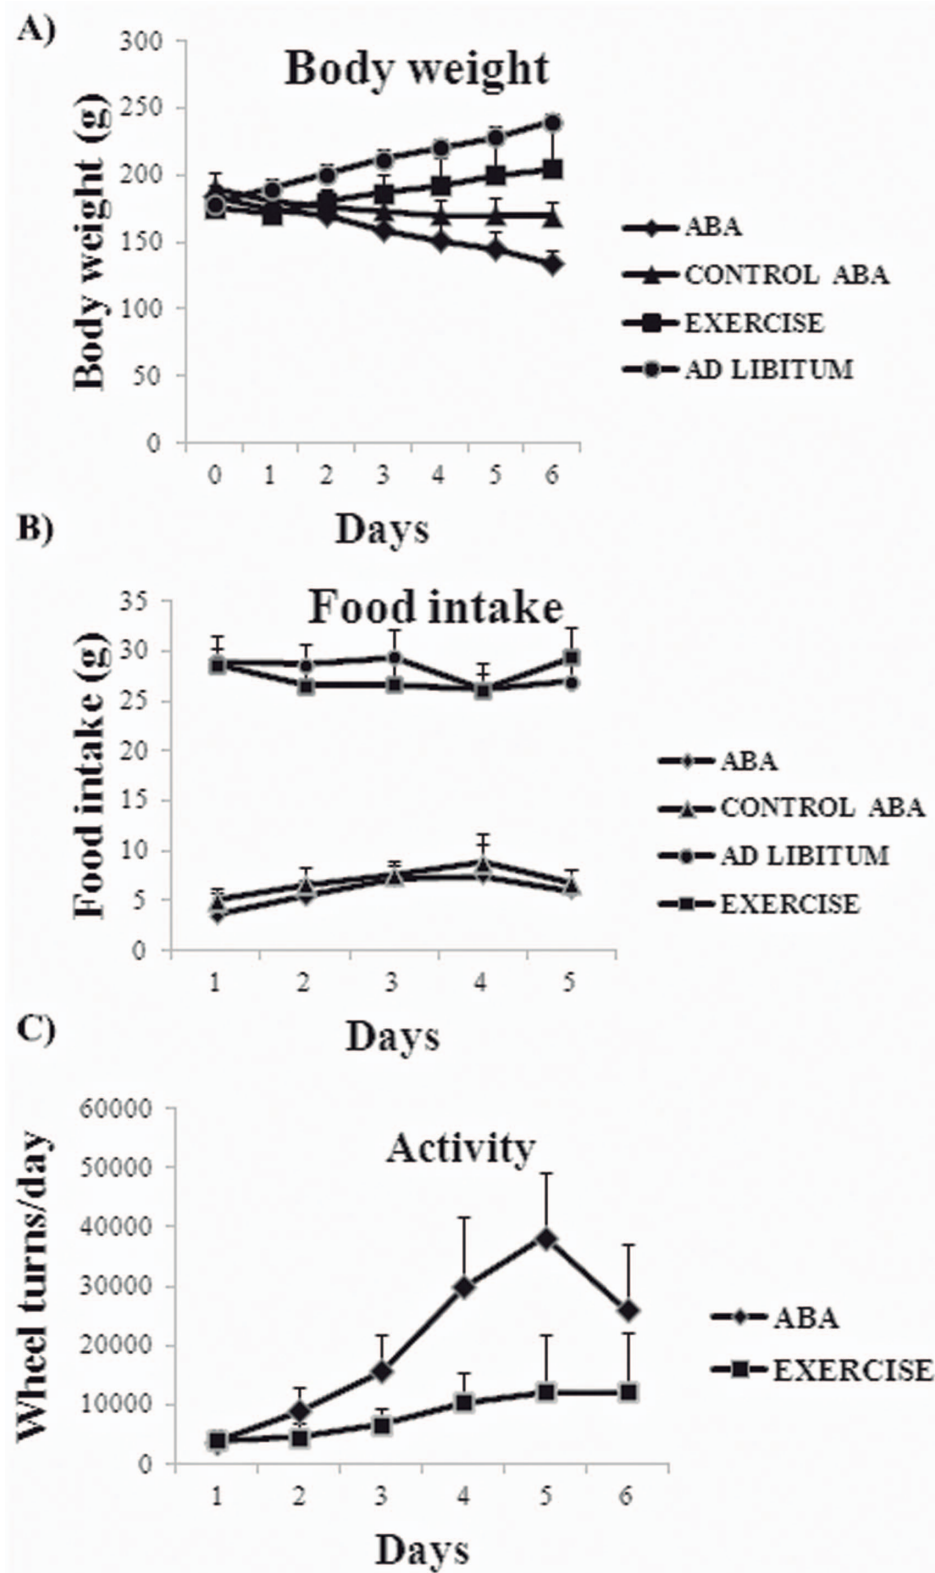 A)
Body weight
Body weight (g)
300
250
200
150
100
50
0
0 1 2 3 4 5 6
Days
ABA
CONTROL ABA
EXERCISE
AD LIBITUM
B)
Food intake
Food intake (g)
35
30
25
20
15
10
5
0
1 2 3 4 5
Days
ABA
CONTROL ABA
AD LIBITUM
EXERCISE
C)
Activity
Wheel turns/day
60000
50000
40000
30000
20000
10000
0
1 2 3 4 5 6
Days
ABA
EXERCISE